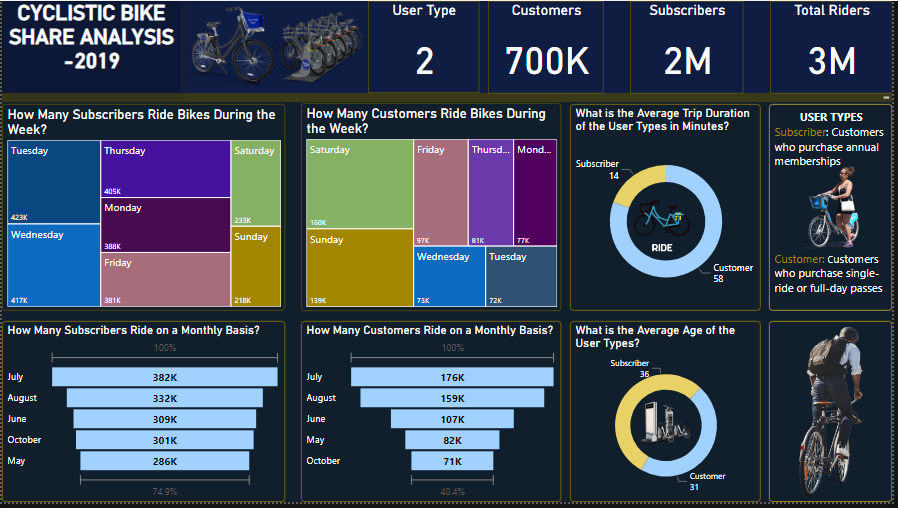 CYCLISTIC BIKE
SHARE ANALYSIS
-2019
User Type
2
Customers
700K
Subscribers
2M
Total Riders
3M
How Many Subscribers Ride Bikes During the
Week?
Tuesday
423K
Wednesday
417K
Thursday
405K
Monday
388K
Friday
381K
Saturday
233K
Sunday
218K
How Many Customers Ride Bikes During
the Week?
Saturday
160K
Sunday
139K
Friday
97K
Thursd...
81K
Mond...
77K
Wednesday
73K
Tuesday
72K
What is the Average Trip Duration
of the User Types in Minutes?
Subscriber
14
RIDE
Customer
58
USER TYPES
Subscriber: Customers
who purchase annual
memberships
Customer: Customers
who purchase single-
ride or full-day passes
How Many Subscribers Ride on a Monthly Basis?
100%
July 382K
August 332K
June 309K
October 301K
May 286K
74.9%
How Many Customers Ride on a Monthly Basis?
100%
July 176K
August 159K
June 107K
May 82K
October 71K
40.4%
What is the Average Age of the
User Types?
Subscriber
36
Customer
31